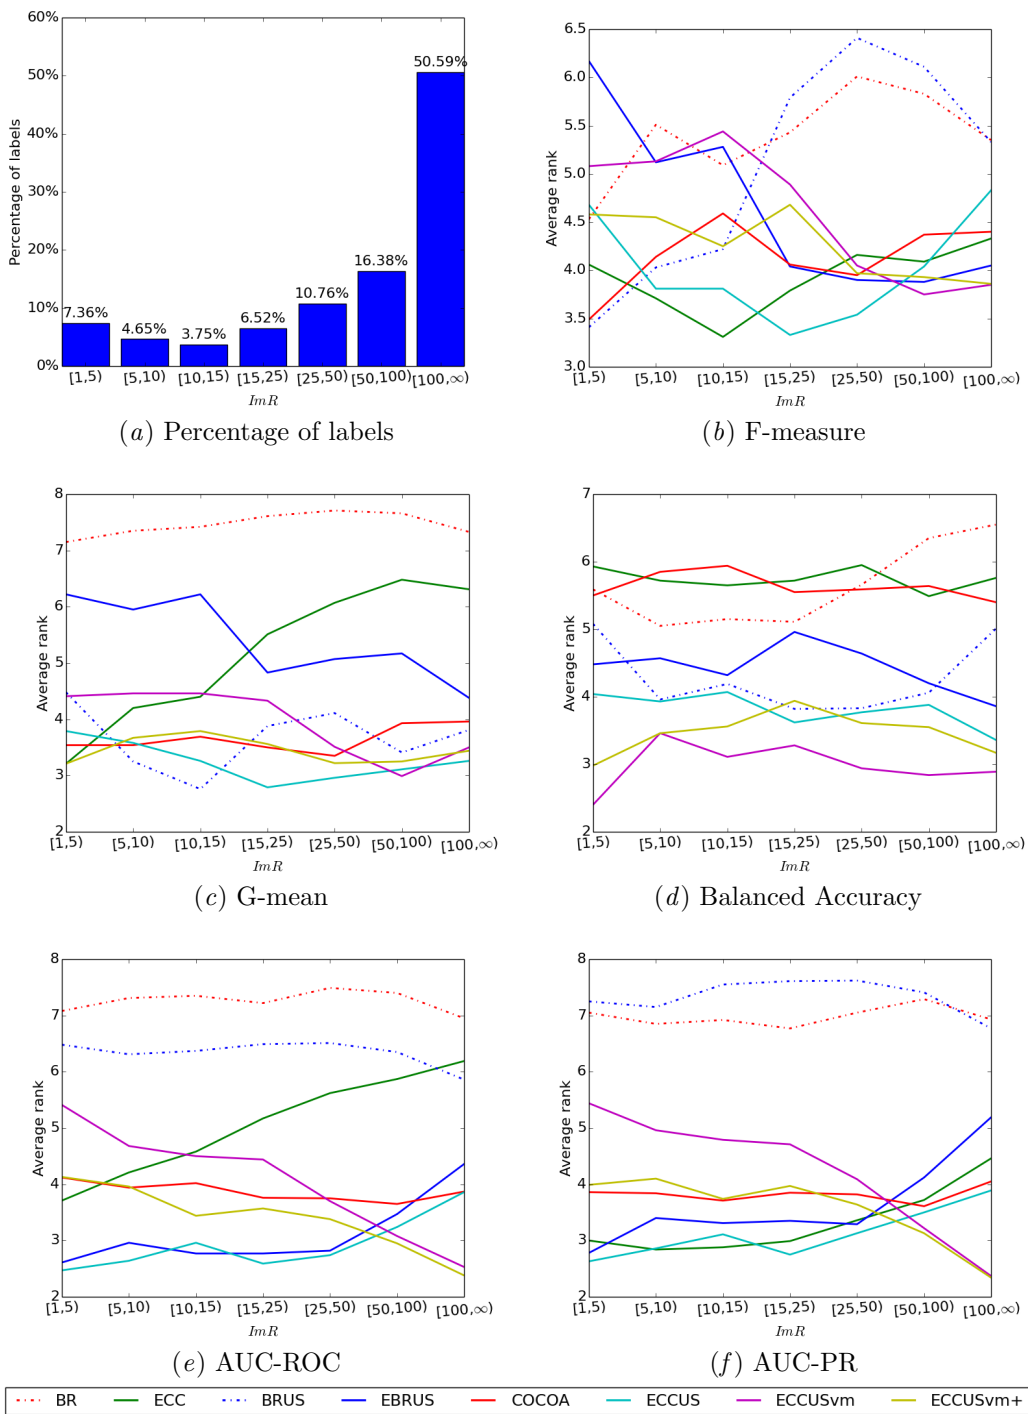 60%
50%
40%
30%
20%
10%
0%
Percentage of labels
7.36%
4.65%
3.75%
6.52%
10.76%
16.38%
50.59%
[1,5) [5,10) [10,15) [15,25) [25,50) [50,100) [100,∞)
ImR
(a) Percentage of labels
6.5
6.0
5.5
5.0
4.5
4.0
3.5
3.0
Average rank
[1,5) [5,10) [10,15) [15,25) [25,50) [50,100) [100,∞)
ImR
(b) F-measure
8
7
6
5
4
3
2
Average rank
[1,5) [5,10) [10,15) [15,25) [25,50) [50,100) [100,∞)
ImR
(c) G-mean
7
6
5
4
3
2
Average rank
[1,5) [5,10) [10,15) [15,25) [25,50) [50,100) [100,∞)
ImR
(d) Balanced Accuracy
8
7
6
5
4
3
2
Average rank
[1,5) [5,10) [10,15) [15,25) [25,50) [50,100) [100,∞)
ImR
(e) AUC-ROC
8
7
6
5
4
3
2
Average rank
[1,5) [5,10) [10,15) [15,25) [25,50) [50,100) [100,∞)
ImR
(f) AUC-PR
BR ECC BRUS EBRUS COCOA ECCUS ECCUSvm ECCUSvm+